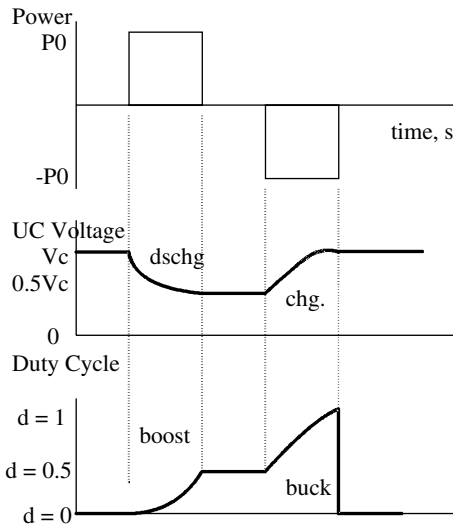 Power
P0
time, s
-P0
UC Voltage
Vc
dschg
0.5Vc
chg.
0
Duty Cycle
d = 1
boost
d = 0.5
buck
d = 0